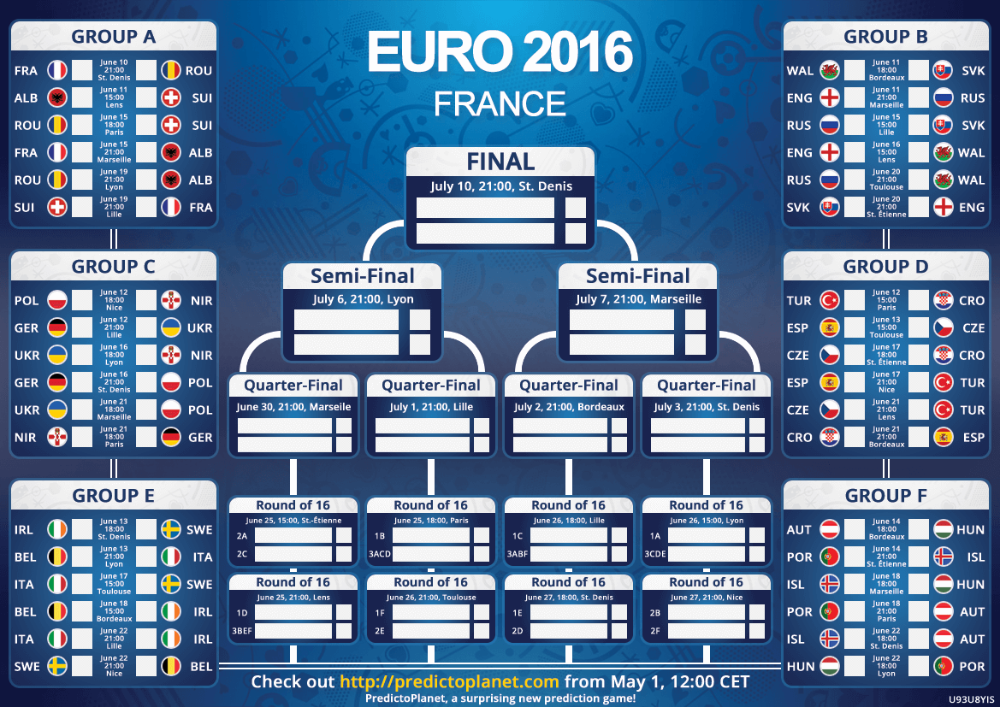 EURO 2016
FRANCE
GROUP A
FRA June 10 21:00 St. Denis ROU
ALB June 11 15:00 Lens SUI
ROU June 15 18:00 Paris SUI
FRA June 15 21:00 Marseille ALB
ROU June 19 21:00 Lyon ALB
SUI June 19 21:00 Lille FRA
GROUP B
WAL June 11 18:00 Bordeaux SVK
ENG June 11 21:00 Marseille RUS
RUS June 15 15:00 Lille SVK
ENG June 16 15:00 Lens WAL
RUS June 20 21:00 Toulouse WAL
SVK June 20 21:00 St. Étienne ENG
GROUP C
POL June 12 18:00 Nice NIR
GER June 12 21:00 Lille UKR
UKR June 16 18:00 Lyon NIR
GER June 16 21:00 St. Denis POL
UKR June 21 18:00 Marseille POL
NIR June 21 18:00 Paris GER
GROUP D
TUR June 12 15:00 Paris CRO
ESP June 13 15:00 Toulouse CZE
CZE June 17 18:00 St. Étienne CRO
ESP June 17 21:00 Nice TUR
CZE June 21 21:00 Lens TUR
CRO June 21 21:00 Bordeaux ESP
GROUP E
IRL June 13 18:00 St. Denis SWE
BEL June 13 21:00 Lyon ITA
ITA June 17 15:00 Toulouse SWE
BEL June 18 15:00 Bordeaux IRL
ITA June 22 21:00 Lille IRL
SWE June 22 21:00 Nice BEL
GROUP F
AUT June 14 18:00 Bordeaux HUN
POR June 14 21:00 St. Étienne ISL
ISL June 18 18:00 Marseille HUN
POR June 18 21:00 Paris AUT
ISL June 22 18:00 St. Denis AUT
HUN June 22 18:00 Lyon POR
FINAL
July 10, 21:00, St. Denis
Semi-Final
July 6, 21:00, Lyon
Semi-Final
July 7, 21:00, Marseille
Quarter-Final
June 30, 21:00, Marseile
Quarter-Final
July 1, 21:00, Lille
Quarter-Final
July 2, 21:00, Bordeaux
Quarter-Final
July 3, 21:00, St. Denis
Round of 16
June 25, 15:00, St.-Étienne
2A
2C
Round of 16
June 25, 18:00, Paris
1B
3ACD
Round of 16
June 26, 18:00, Lille
1C
3ABF
Round of 16
June 26, 15:00, Lyon
1A
3CDE
Round of 16
June 25, 21:00, Lens
1D
3BEF
Round of 16
June 26, 21:00, Toulouse
1F
2E
Round of 16
June 27, 18:00, St. Denis
1E
2D
Round of 16
June 27, 21:00, Nice
2B
2F
Check out http://predictoplanet.com from May 1, 12:00 CET
PredictoPlanet, a surprising new prediction game!
U93U8YIS